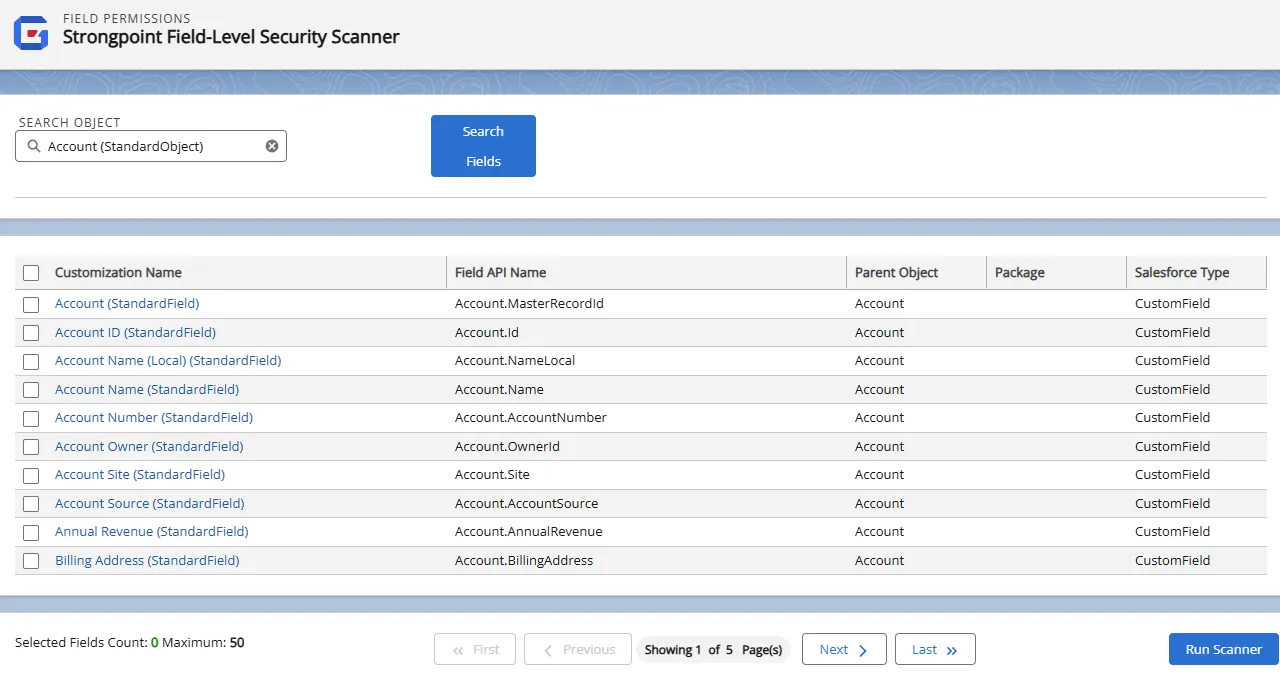 FIELD PERMISSIONS
Strongpoint Field-Level Security Scanner
SEARCH OBJECT
Account (StandardObject)
Search
Fields
Customization Name Field API Name Parent Object Package Salesforce Type
Account (StandardField) Account.MasterRecordId Account CustomField
Account ID (StandardField) Account.Id Account CustomField
Account Name (Local) (StandardField) Account.NameLocal Account CustomField
Account Name (StandardField) Account.Name Account CustomField
Account Number (StandardField) Account.AccountNumber Account CustomField
Account Owner (StandardField) Account.OwnerId Account CustomField
Account Site (StandardField) Account.Site Account CustomField
Account Source (StandardField) Account.AccountSource Account CustomField
Annual Revenue (StandardField) Account.AnnualRevenue Account CustomField
Billing Address (StandardField) Account.BillingAddress Account CustomField
Selected Fields Count: 0 Maximum: 50 « First < Previous Showing 1 of 5 Page(s) Next > Last » Run Scanner